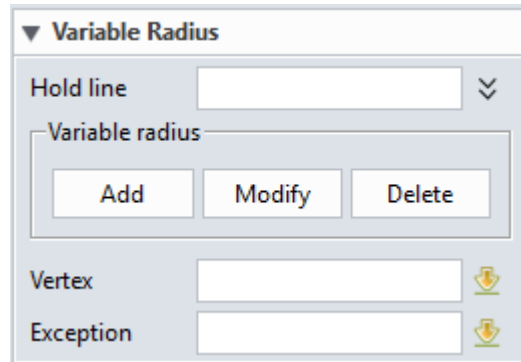 Variable Radius
Hold line
Variable radius
Add Modify Delete
Vertex
Exception